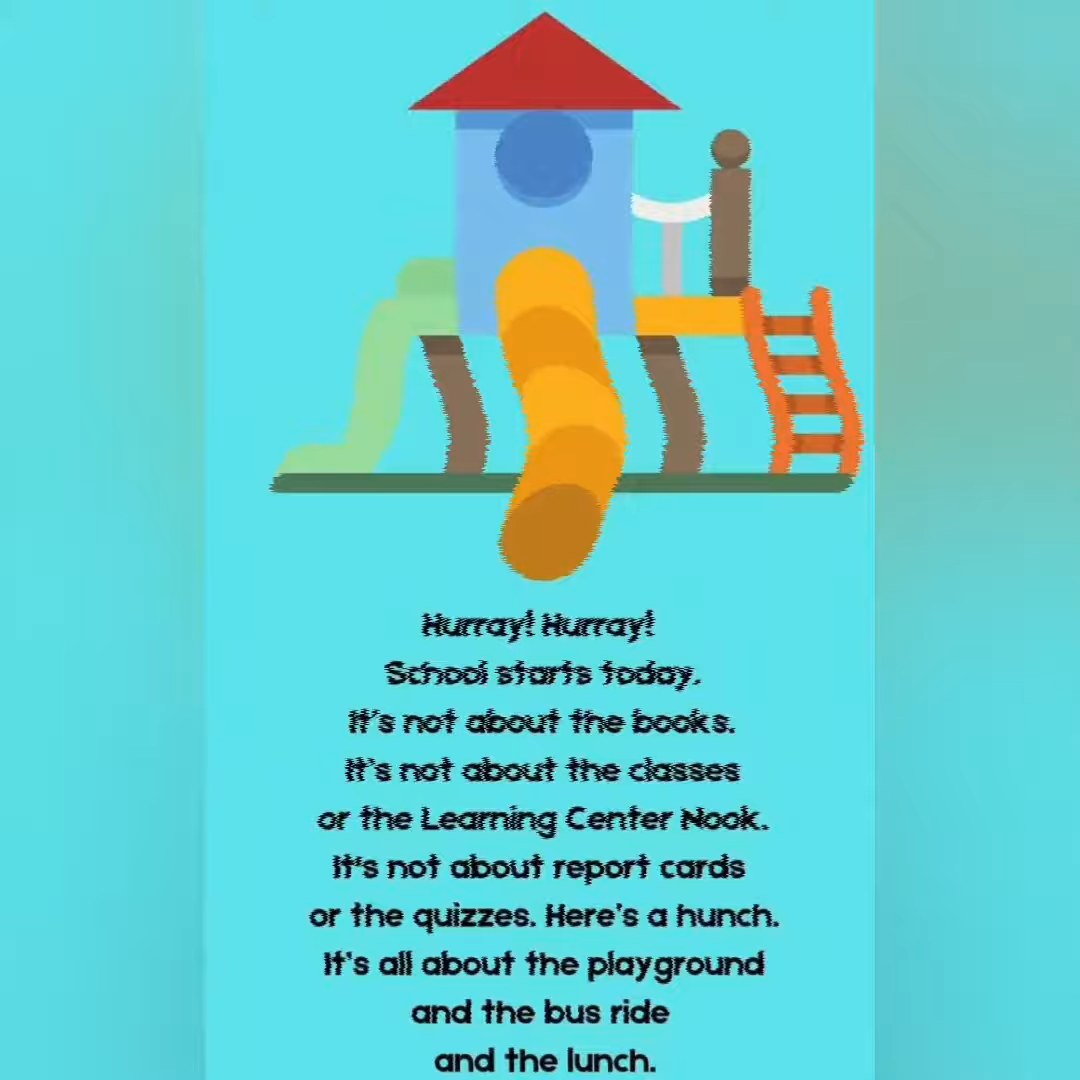 Hurray! Hurray!
School starts today.
It's not about the books.
It's not about the classes
or the Learning Center Nook.
It's not about report cards
or the quizzes. Here's a hunch.
It's all about the playground
and the bus ride
and the lunch.